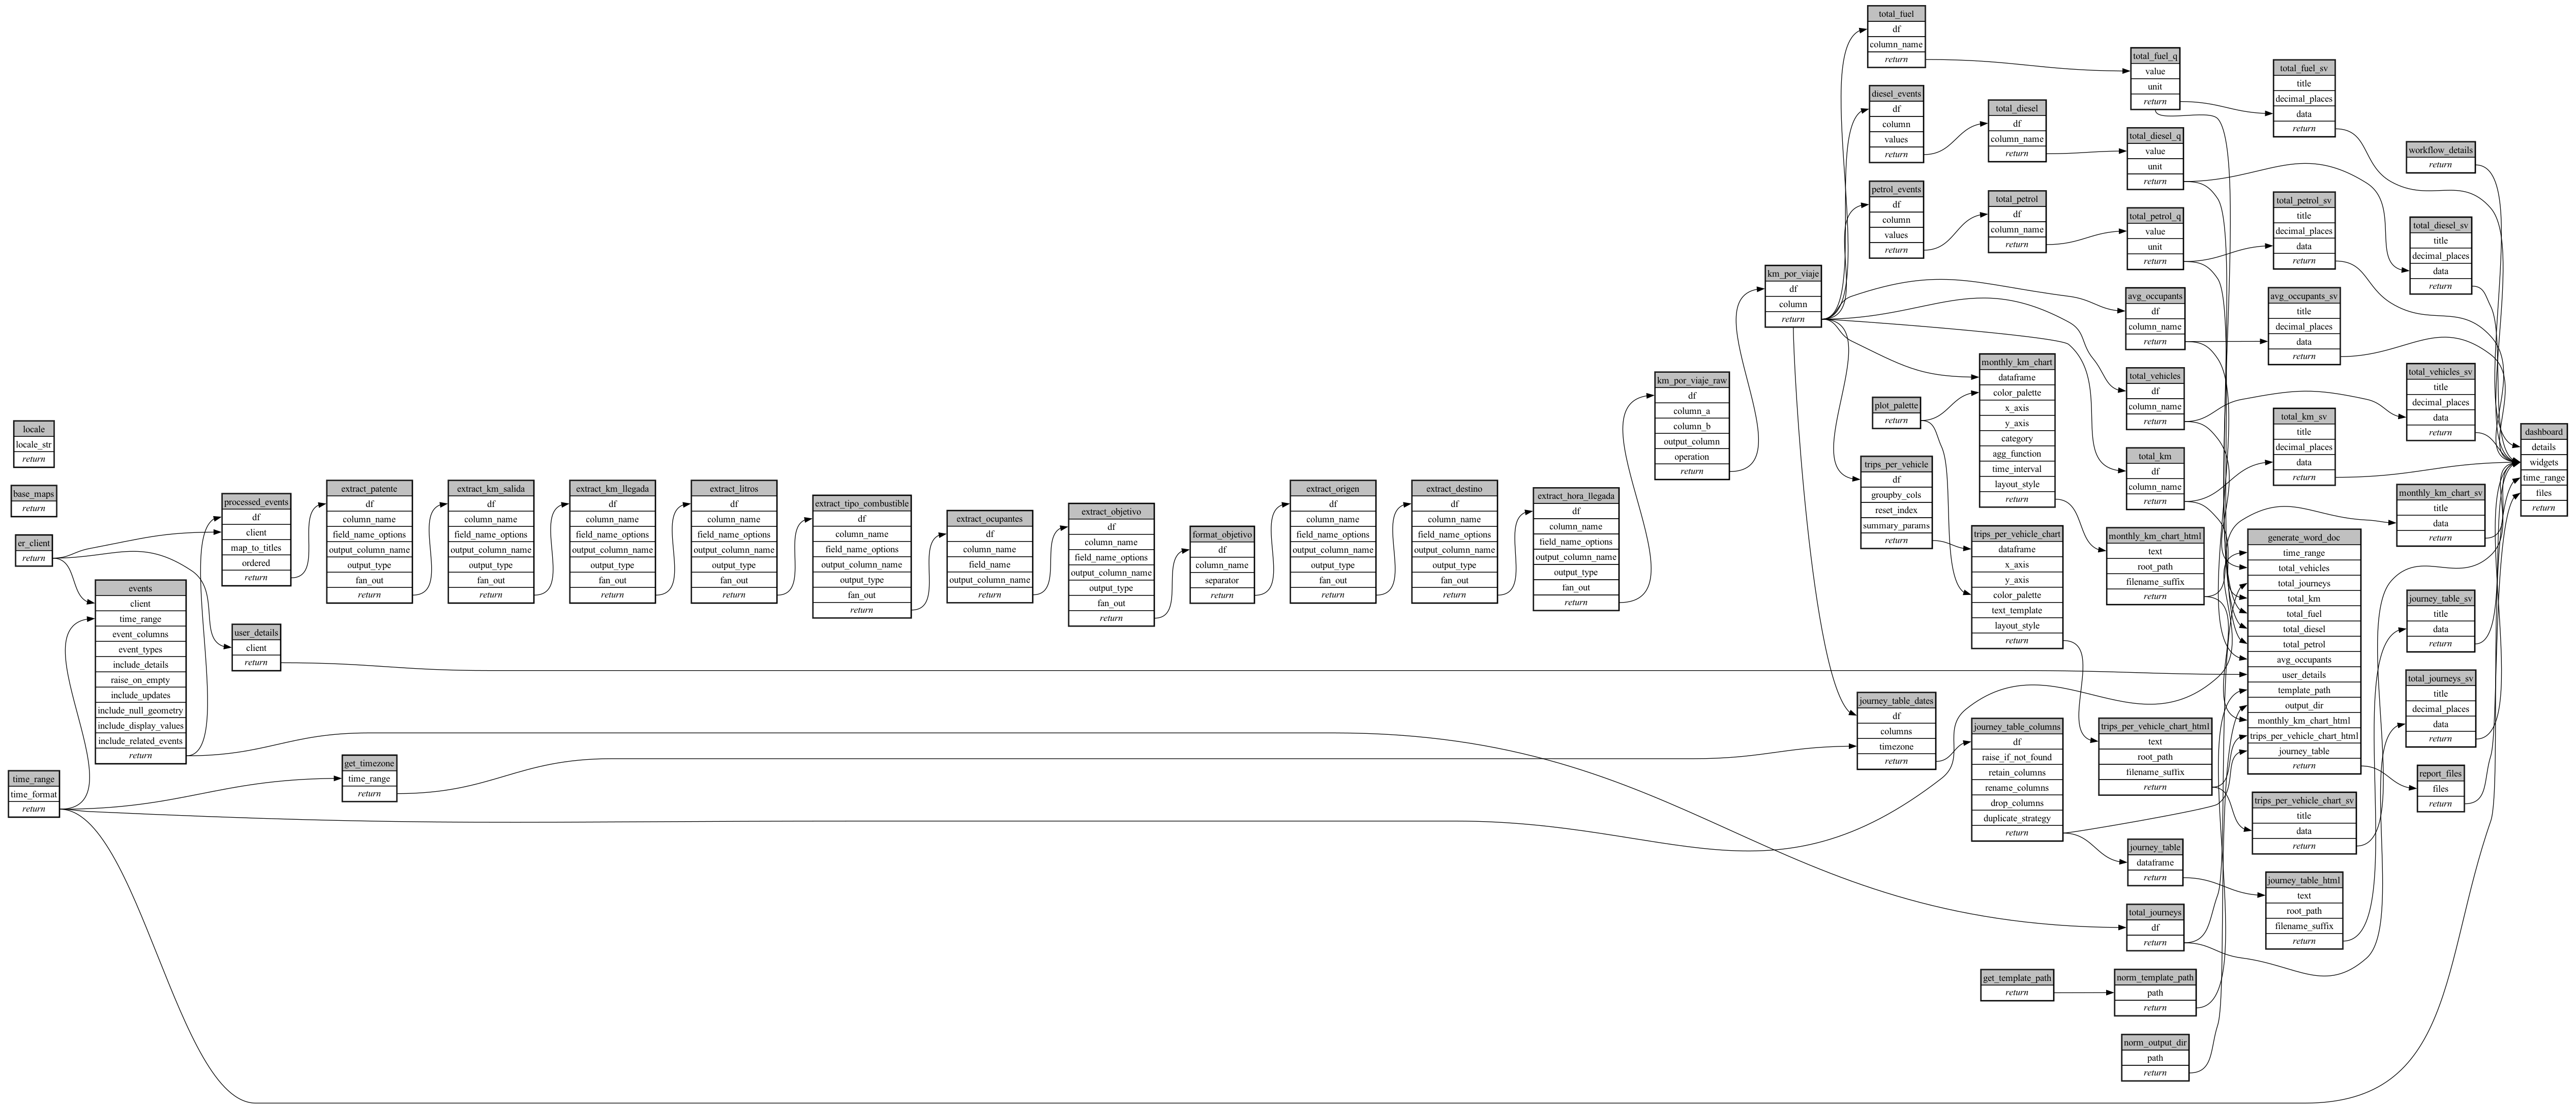 locale
locale_str
return
base_maps
return
er_client
return
time_range
time_format
return
events
client
time_range
event_columns
event_types
include_details
raise_on_empty
include_updates
include_null_geometry
include_display_values
include_related_events
return
processed_events
df
client
map_to_titles
ordered
return
user_details
client
return
get_timezone
time_range
return
extract_patente
df
column_name
field_name_options
output_column_name
output_type
fan_out
return
extract_km_salida
df
column_name
field_name_options
output_column_name
output_type
fan_out
return
extract_km_llegada
df
column_name
field_name_options
output_column_name
output_type
fan_out
return
extract_litros
df
column_name
field_name_options
output_column_name
output_type
fan_out
return
extract_tipo_combustible
df
column_name
field_name_options
output_column_name
output_type
fan_out
return
extract_ocupantes
df
column_name
field_name
output_column_name
return
extract_objetivo
df
column_name
field_name_options
output_column_name
output_type
fan_out
return
format_objetivo
df
column_name
separator
return
extract_origen
df
column_name
field_name_options
output_column_name
output_type
fan_out
return
extract_destino
df
column_name
field_name_options
output_column_name
output_type
fan_out
return
extract_hora_llegada
df
column_name
field_name_options
output_column_name
output_type
fan_out
return
km_por_viaje_raw
df
column_a
column_b
output_column
operation
return
km_por_viaje
df
column
return
total_fuel
df
column_name
return
diesel_events
df
column
values
return
petrol_events
df
column
values
return
plot_palette
return
trips_per_vehicle
df
groupby_cols
reset_index
summary_params
return
journey_table_dates
df
columns
timezone
return
total_diesel
df
column_name
return
total_petrol
df
column_name
return
monthly_km_chart
dataframe
color_palette
x_axis
y_axis
category
agg_function
time_interval
layout_style
return
trips_per_vehicle_chart
dataframe
x_axis
y_axis
color_palette
text_template
layout_style
return
journey_table_columns
df
raise_if_not_found
retain_columns
rename_columns
drop_columns
duplicate_strategy
return
get_template_path
return
total_fuel_q
value
unit
return
total_diesel_q
value
unit
return
total_petrol_q
value
unit
return
avg_occupants
df
column_name
return
total_vehicles
df
column_name
return
total_km
df
column_name
return
monthly_km_chart_html
text
root_path
filename_suffix
return
trips_per_vehicle_chart_html
text
root_path
filename_suffix
return
journey_table
dataframe
return
total_journeys
df
return
norm_template_path
path
return
norm_output_dir
path
return
total_fuel_sv
title
decimal_places
data
return
total_petrol_sv
title
decimal_places
data
return
avg_occupants_sv
title
decimal_places
data
return
total_km_sv
title
decimal_places
data
return
generate_word_doc
time_range
total_vehicles
total_journeys
total_km
total_fuel
total_diesel
total_petrol
avg_occupants
user_details
template_path
output_dir
monthly_km_chart_html
trips_per_vehicle_chart_html
journey_table
return
trips_per_vehicle_chart_sv
title
data
return
journey_table_html
text
root_path
filename_suffix
return
workflow_details
return
total_diesel_sv
title
decimal_places
data
return
total_vehicles_sv
title
decimal_places
data
return
monthly_km_chart_sv
title
data
return
journey_table_sv
title
data
return
total_journeys_sv
title
decimal_places
data
return
report_files
files
return
dashboard
details
widgets
time_range
files
return